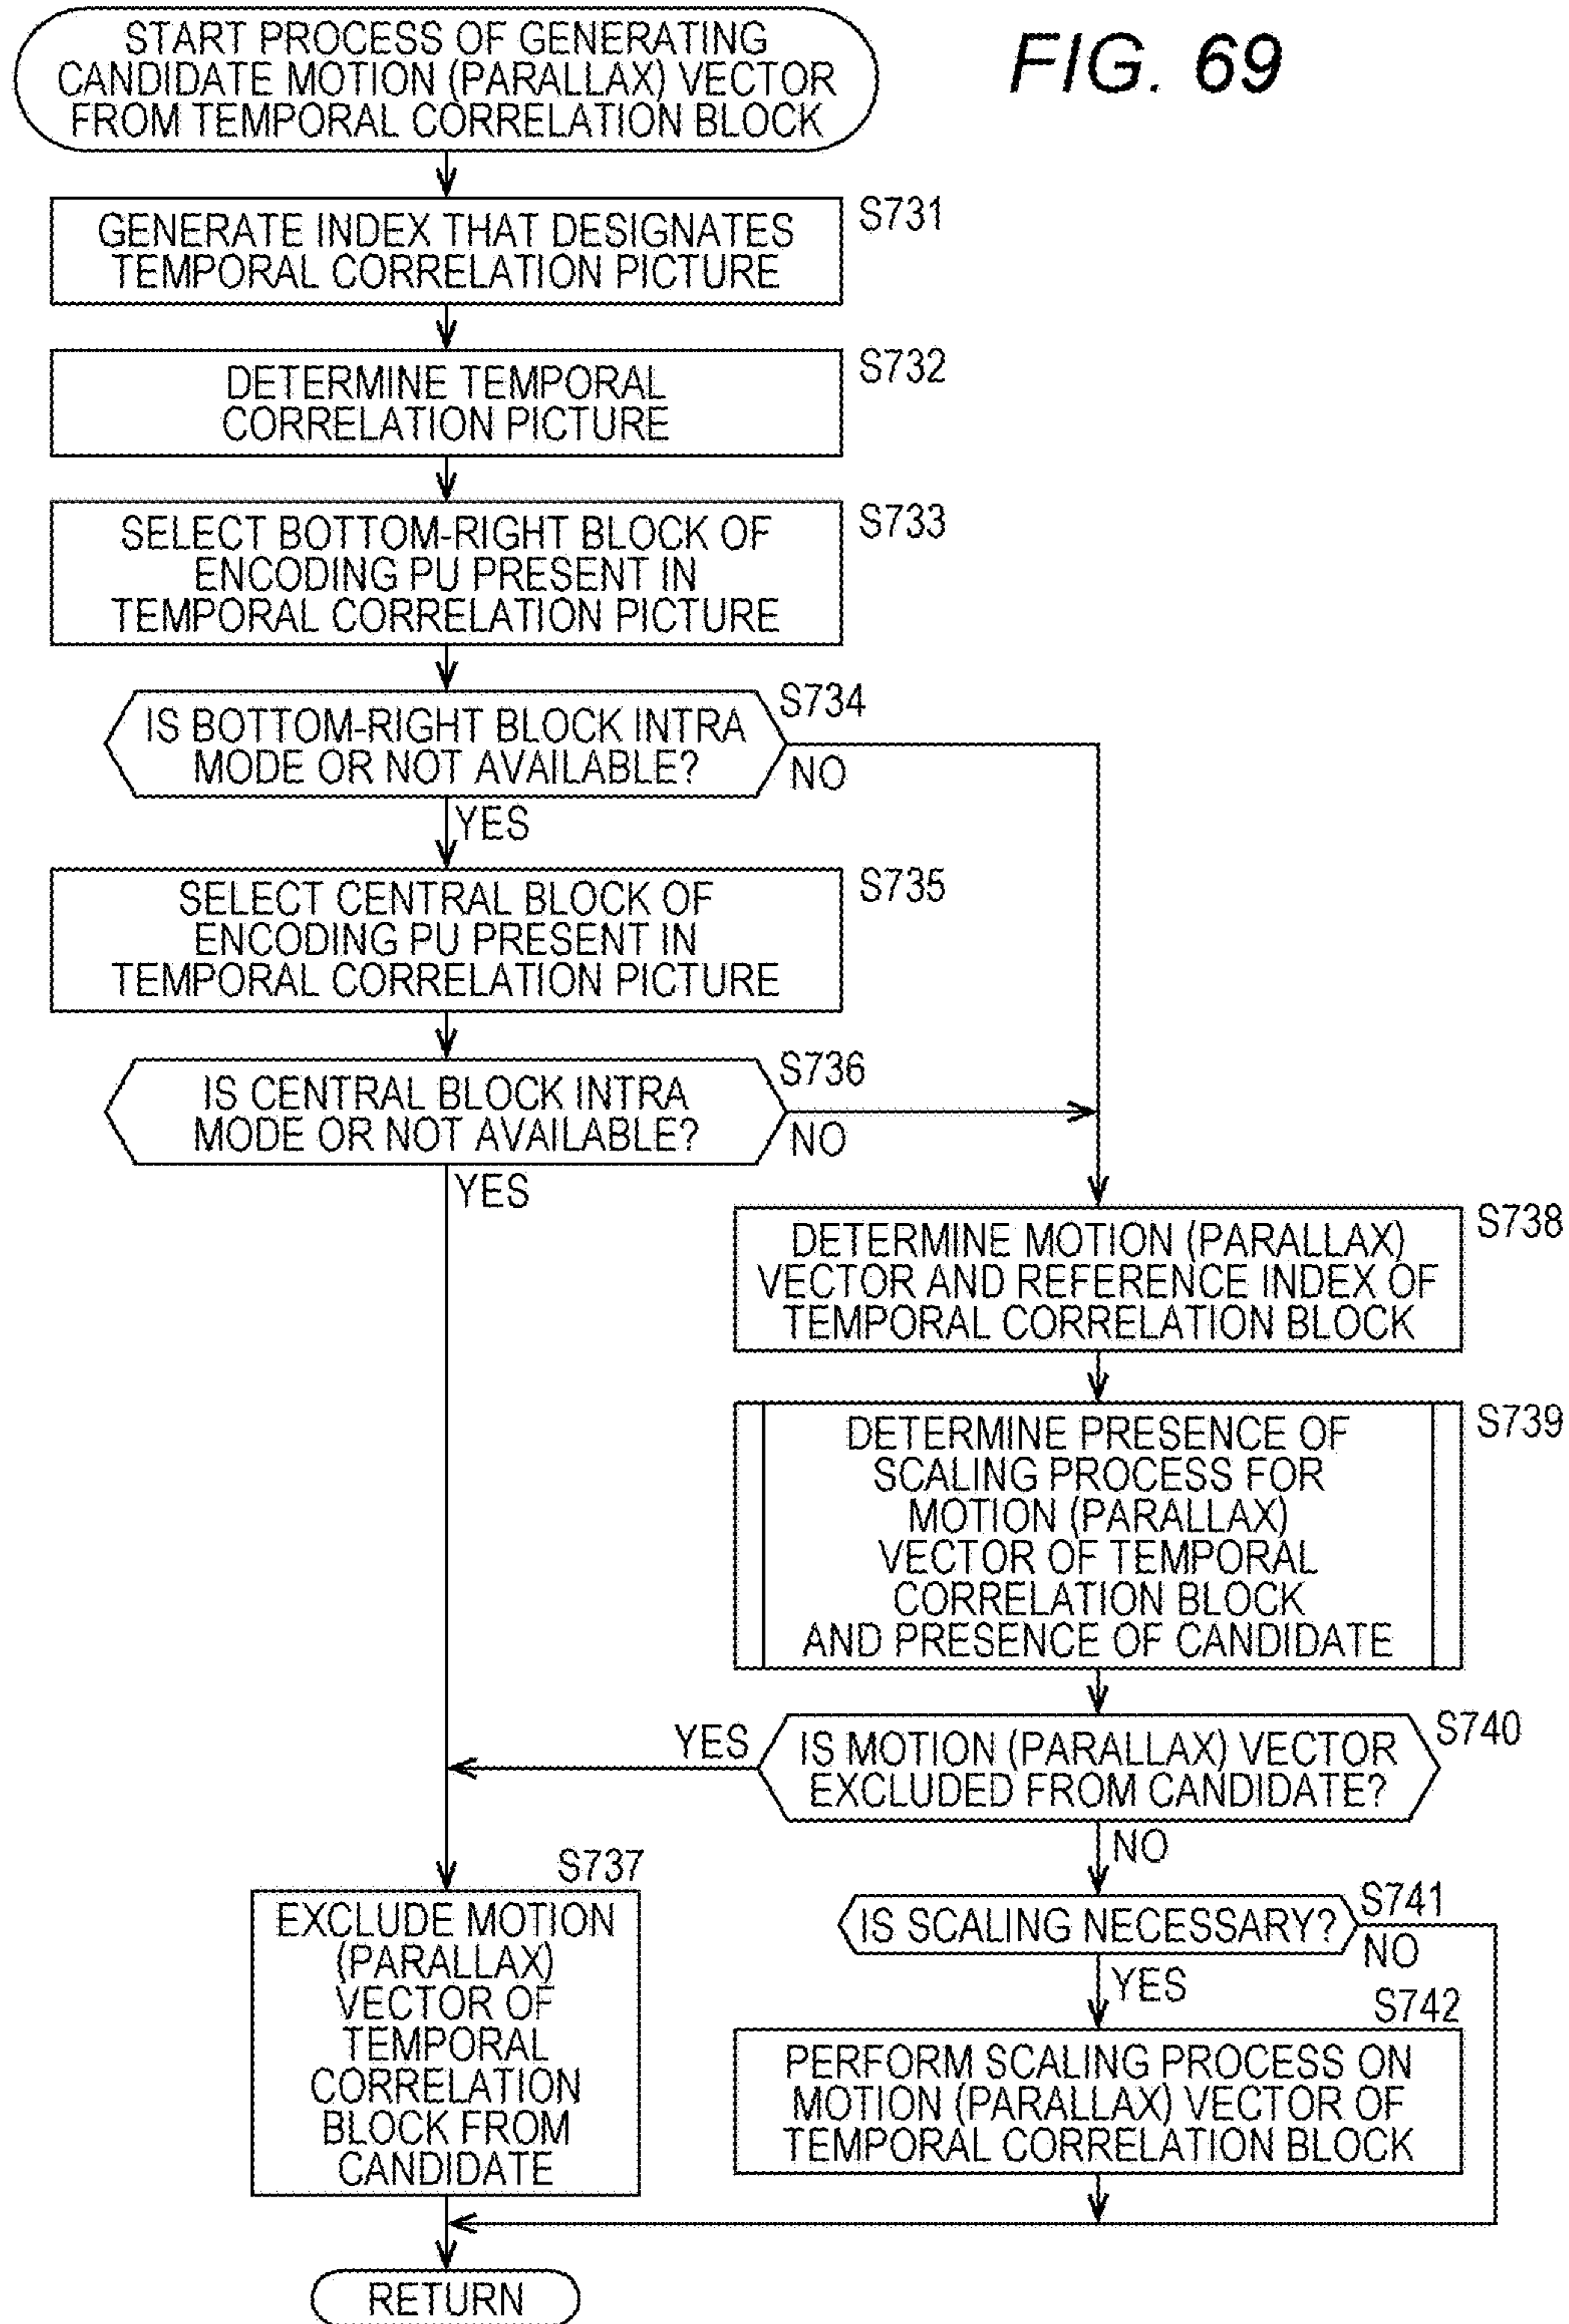 START PROCESS OF GENERATING
CANDIDATE MOTION (PARALLAX) VECTOR
FROM TEMPORAL CORRELATION BLOCK
FIG. 69
S731
GENERATE INDEX THAT DESIGNATES
TEMPORAL CORRELATION PICTURE
S732
DETERMINE TEMPORAL
CORRELATION PICTURE
S733
SELECT BOTTOM-RIGHT BLOCK OF
ENCODING PU PRESENT IN
TEMPORAL CORRELATION PICTURE
S734
IS BOTTOM-RIGHT BLOCK INTRA
MODE OR NOT AVAILABLE?
NO
YES
S735
SELECT CENTRAL BLOCK OF
ENCODING PU PRESENT IN
TEMPORAL CORRELATION PICTURE
S736
IS CENTRAL BLOCK INTRA
MODE OR NOT AVAILABLE?
NO
YES
S738
DETERMINE MOTION (PARALLAX)
VECTOR AND REFERENCE INDEX OF
TEMPORAL CORRELATION BLOCK
S739
DETERMINE PRESENCE OF
SCALING PROCESS FOR
MOTION (PARALLAX)
VECTOR OF TEMPORAL
CORRELATION BLOCK
AND PRESENCE OF CANDIDATE
S740
YES
IS MOTION (PARALLAX) VECTOR
EXCLUDED FROM CANDIDATE?
NO
S737
EXCLUDE MOTION
(PARALLAX)
VECTOR OF
TEMPORAL
CORRELATION
BLOCK FROM
CANDIDATE
S741
IS SCALING NECESSARY?
NO
YES
S742
PERFORM SCALING PROCESS ON
MOTION (PARALLAX) VECTOR OF
TEMPORAL CORRELATION BLOCK
RETURN